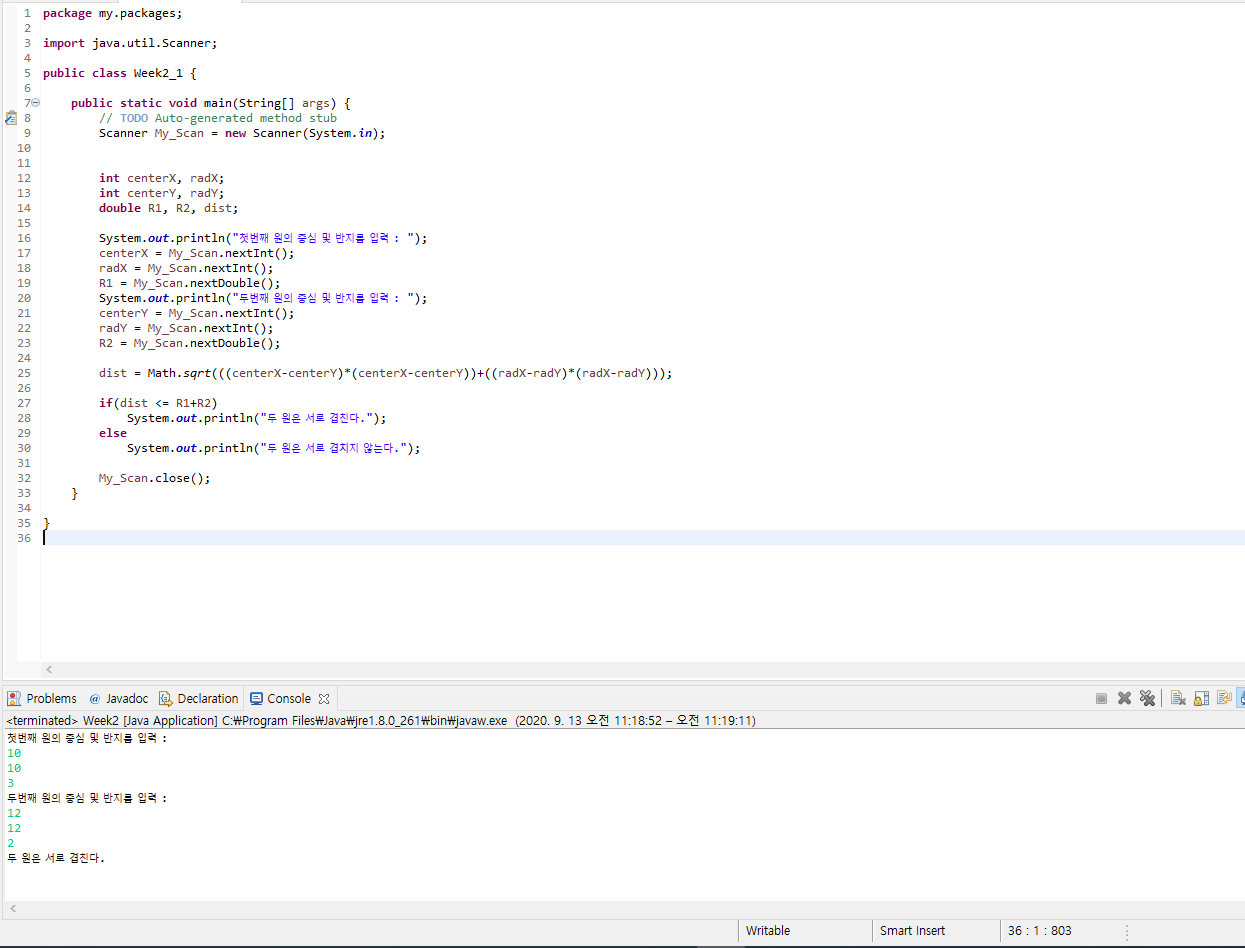 1 package my.packages;
2
3 import java.util.Scanner;
4
5 public class Week2_1 {
6
7 public static void main(String[] args) {
8 // TODO Auto-generated method stub
9 Scanner My_Scan = new Scanner(System.in);
10
11
12 int centerX, radX;
13 int centerY, radY;
14 double R1, R2, dist;
15
16 System.out.println("첫번째 원의 중심 및 반지름 입력 : ");
17 centerX = My_Scan.nextInt();
18 radX = My_Scan.nextInt();
19 R1 = My_Scan.nextDouble();
20 System.out.println("두번째 원의 중심 및 반지름 입력 : ");
21 centerY = My_Scan.nextInt();
22 radY = My_Scan.nextInt();
23 R2 = My_Scan.nextDouble();
24
25 dist = Math.sqrt(((centerX-centerY)*(centerX-centerY))+((radX-radY)*(radX-radY)));
26
27 if(dist <= R1+R2)
28 System.out.println("두 원은 서로 겹친다.");
29 else
30 System.out.println("두 원은 서로 겹치지 않는다.");
31
32 My_Scan.close();
33 }
34
35 }
36
Problems @ Javadoc Declaration Console
<terminated> Week2 [Java Application] C:₩Program Files₩Java₩jre1.8.0_261₩bin₩javaw.exe (2020. 9. 13 오전 11:18:52 – 오전 11:19:11)
첫번째 원의 중심 및 반지름 입력 :
10
10
3
두번째 원의 중심 및 반지름 입력 :
12
12
2
두 원은 서로 겹친다.
Writable Smart Insert 36 : 1 : 803